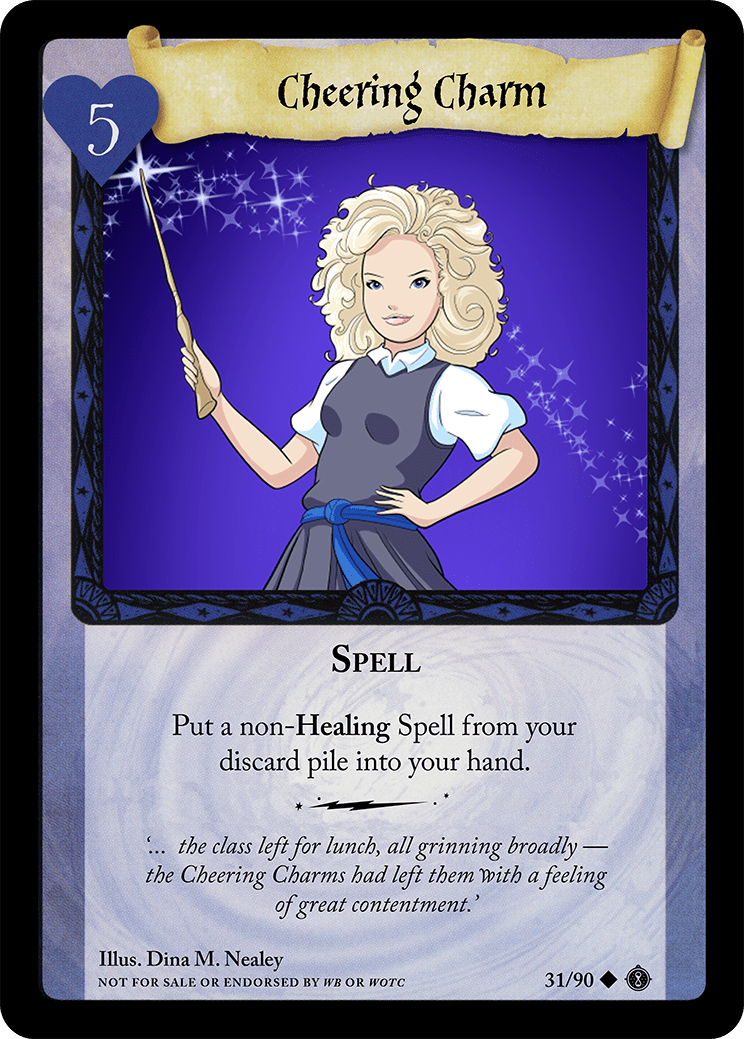 Cheering Charm
5
SPELL
Put a non-Healing Spell from your
discard pile into your hand.
‘... the class left for lunch, all grinning broadly —
the Cheering Charms had left them with a feeling
of great contentment.’
Illus. Dina M. Nealey
NOT FOR SALE OR ENDORSED BY WB OR WOTC
31/90